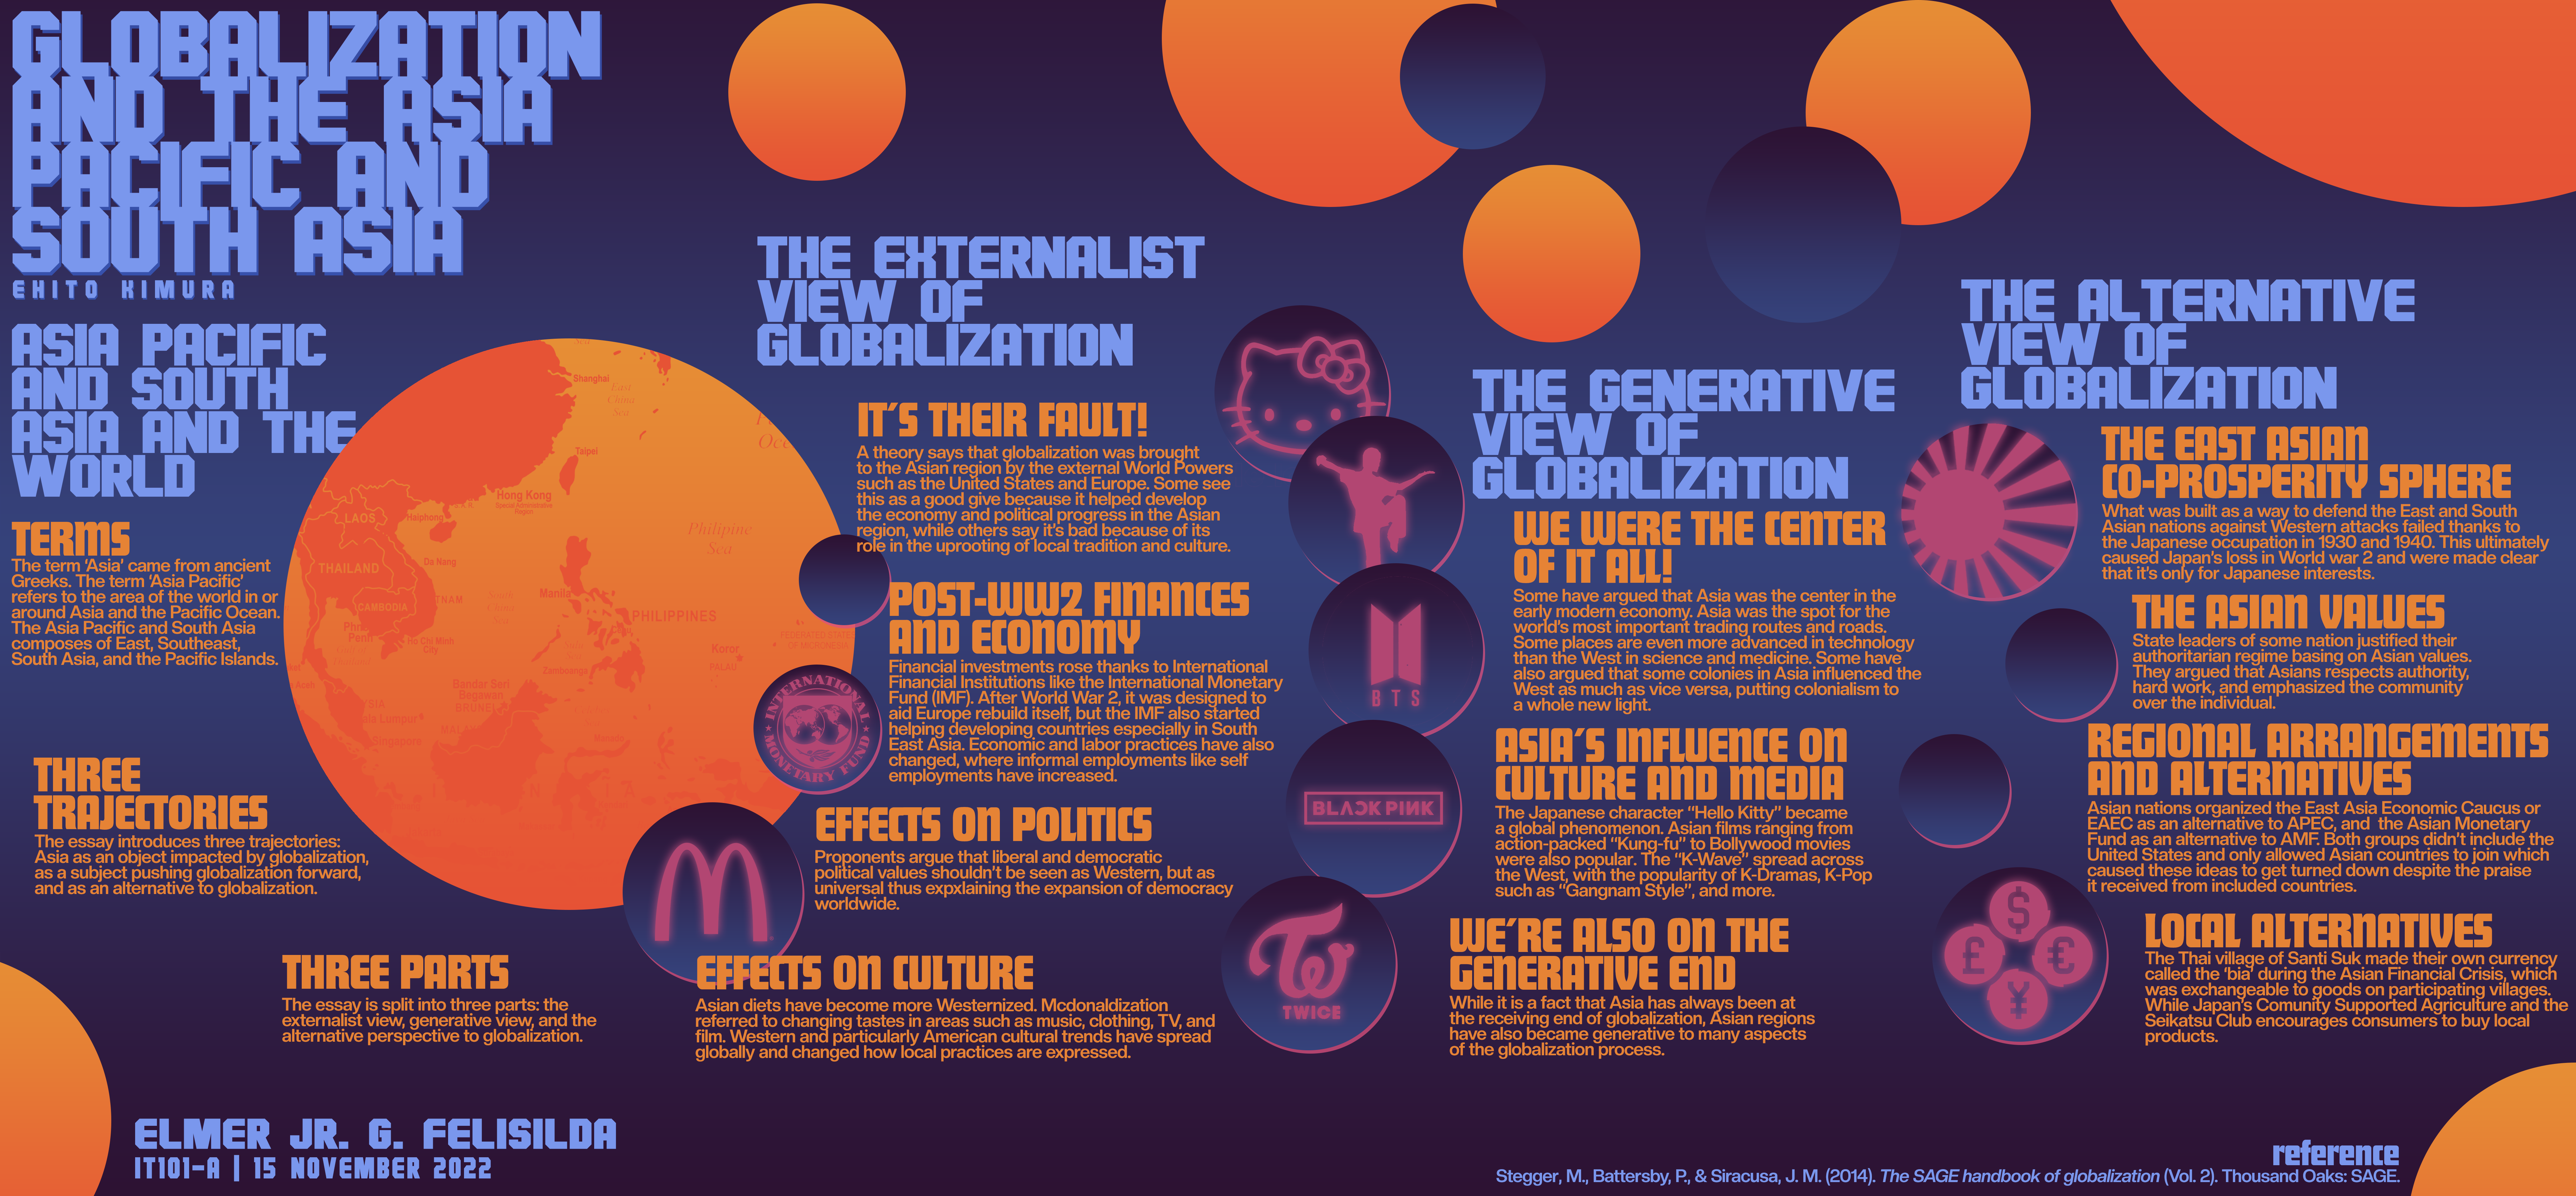 GLOBALIZATION
AND THE ASIA
PACIFIC AND
SOUTH ASIA
EHITO KIMURA
ASIA PACIFIC
AND SOUTH
ASIA AND THE
WORLD
TERMS
The term ‘Asia’ came from ancient
Greeks. The term ‘Asia Pacific’
refers to the area of the world in or
around Asia and the Pacific Ocean.
The Asia Pacific and South Asia
composes of East, Southeast,
South Asia, and the Pacific Islands.
THREE
TRAJECTORIES
The essay introduces three trajectories:
Asia as an object impacted by globalization,
as a subject pushing globalization forward,
and as an alternative to globalization.
THREE PARTS
The essay is split into three parts: the
externalist view, generative view, and the
alternative perspective to globalization.
Shanghai
East
China
Sea
Taipei
Hong Kong
Special Administrative
Region
LAOS
Haiphong
Philipine
Sea
THAILAND
Da Nang
CAMBODIA
Manila
PHILIPPINES
Ho Chi Minh
City
FEDERATED STATES
OF MICRONESIA
Koror
PALAU
Zamboanga
Bandar Seri
Begawan
BRUNEI
Singapore
THE EXTERNALIST
VIEW OF
GLOBALIZATION
IT'S THEIR FAULT!
A theory says that globalization was brought
to the Asian region by the external World Powers
such as the United States and Europe. Some see
this as a good give because it helped develop
the economy and political progress in the Asian
region, while others say it’s bad because of its
role in the uprooting of local tradition and culture.
POST-WW2 FINANCES
AND ECONOMY
Financial investments rose thanks to International
Financial Institutions like the International Monetary
Fund (IMF). After World War 2, it was designed to
aid Europe rebuild itself, but the IMF also started
helping developing countries especially in South
East Asia. Economic and labor practices have also
changed, where informal employments like self
employments have increased.
INTERNATIONAL
MONETARY FUND
EFFECTS ON POLITICS
Proponents argue that liberal and democratic
political values shouldn’t be seen as Western, but as
universal thus expxlaining the expansion of democracy
worldwide.
EFFECTS ON CULTURE
Asian diets have become more Westernized. Mcdonaldization
referred to changing tastes in areas such as music, clothing, TV, and
film. Western and particularly American cultural trends have spread
globally and changed how local practices are expressed.
BTS
BLACKPINK
TWICE
THE GENERATIVE
VIEW OF
GLOBALIZATION
WE WERE THE CENTER
OF IT ALL!
Some have argued that Asia was the center in the
early modern economy. Asia was the spot for the
world’s most important trading routes and roads.
Some places are even more advanced in technology
than the West in science and medicine. Some have
also argued that some colonies in Asia influenced the
West as much as vice versa, putting colonialism to
a whole new light.
ASIA'S INFLUENCE ON
CULTURE AND MEDIA
The Japanese character “Hello Kitty” became
a global phenomenon. Asian films ranging from
action-packed “Kung-fu” to Bollywood movies
were also popular. The “K-Wave” spread across
the West, with the popularity of K-Dramas, K-Pop
such as “Gangnam Style”, and more.
WE'RE ALSO ON THE
GENERATIVE END
While it is a fact that Asia has always been at
the receiving end of globalization, Asian regions
have also became generative to many aspects
of the globalization process.
THE ALTERNATIVE
VIEW OF
GLOBALIZATION
THE EAST ASIAN
CO-PROSPERITY SPHERE
What was built as a way to defend the East and South
Asian nations against Western attacks failed thanks to
the Japanese occupation in 1930 and 1940. This ultimately
caused Japan’s loss in World war 2 and were made clear
that it’s only for Japanese interests.
THE ASIAN VALUES
State leaders of some nation justified their
authoritarian regime basing on Asian values.
They argued that Asians respects authority,
hard work, and emphasized the community
over the individual.
REGIONAL ARRANGEMENTS
AND ALTERNATIVES
Asian nations organized the East Asia Economic Caucus or
EAEC as an alternative to APEC, and the Asian Monetary
Fund as an alternative to AMF. Both groups didn’t include the
United States and only allowed Asian countries to join which
caused these ideas to get turned down despite the praise
it received from included countries.
LOCAL ALTERNATIVES
The Thai village of Santi Suk made their own currency
called the ‘bia’ during the Asian Financial Crisis, which
was exchangeable to goods on participating villages.
While Japan’s Comunity Supported Agriculture and the
Seikatsu Club encourages consumers to buy local
products.
$
£ €
¥
ELMER JR. G. FELISILDA
IT101-A | 15 NOVEMBER 2022
reference
Stegger, M., Battersby, P., & Siracusa, J. M. (2014). The SAGE handbook of globalization (Vol. 2). Thousand Oaks: SAGE.